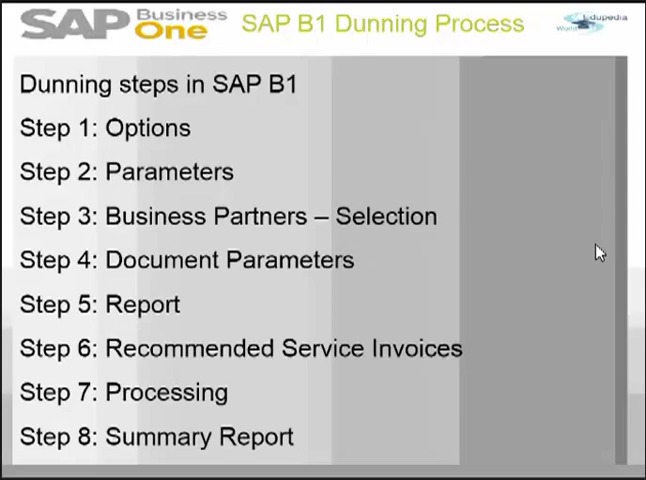 SAP Business One
SAP B1 Dunning Process
Edupedia World
Dunning steps in SAP B1
Step 1: Options
Step 2: Parameters
Step 3: Business Partners – Selection
Step 4: Document Parameters
Step 5: Report
Step 6: Recommended Service Invoices
Step 7: Processing
Step 8: Summary Report